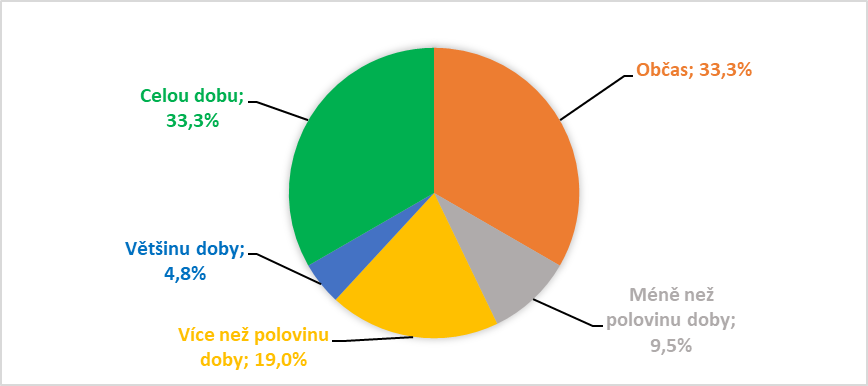 Občas; 33,3%
Méně než
polovinu doby;
9,5%
Více než polovinu
doby; 19,0%
Většinu doby;
4,8%
Celou dobu;
33,3%